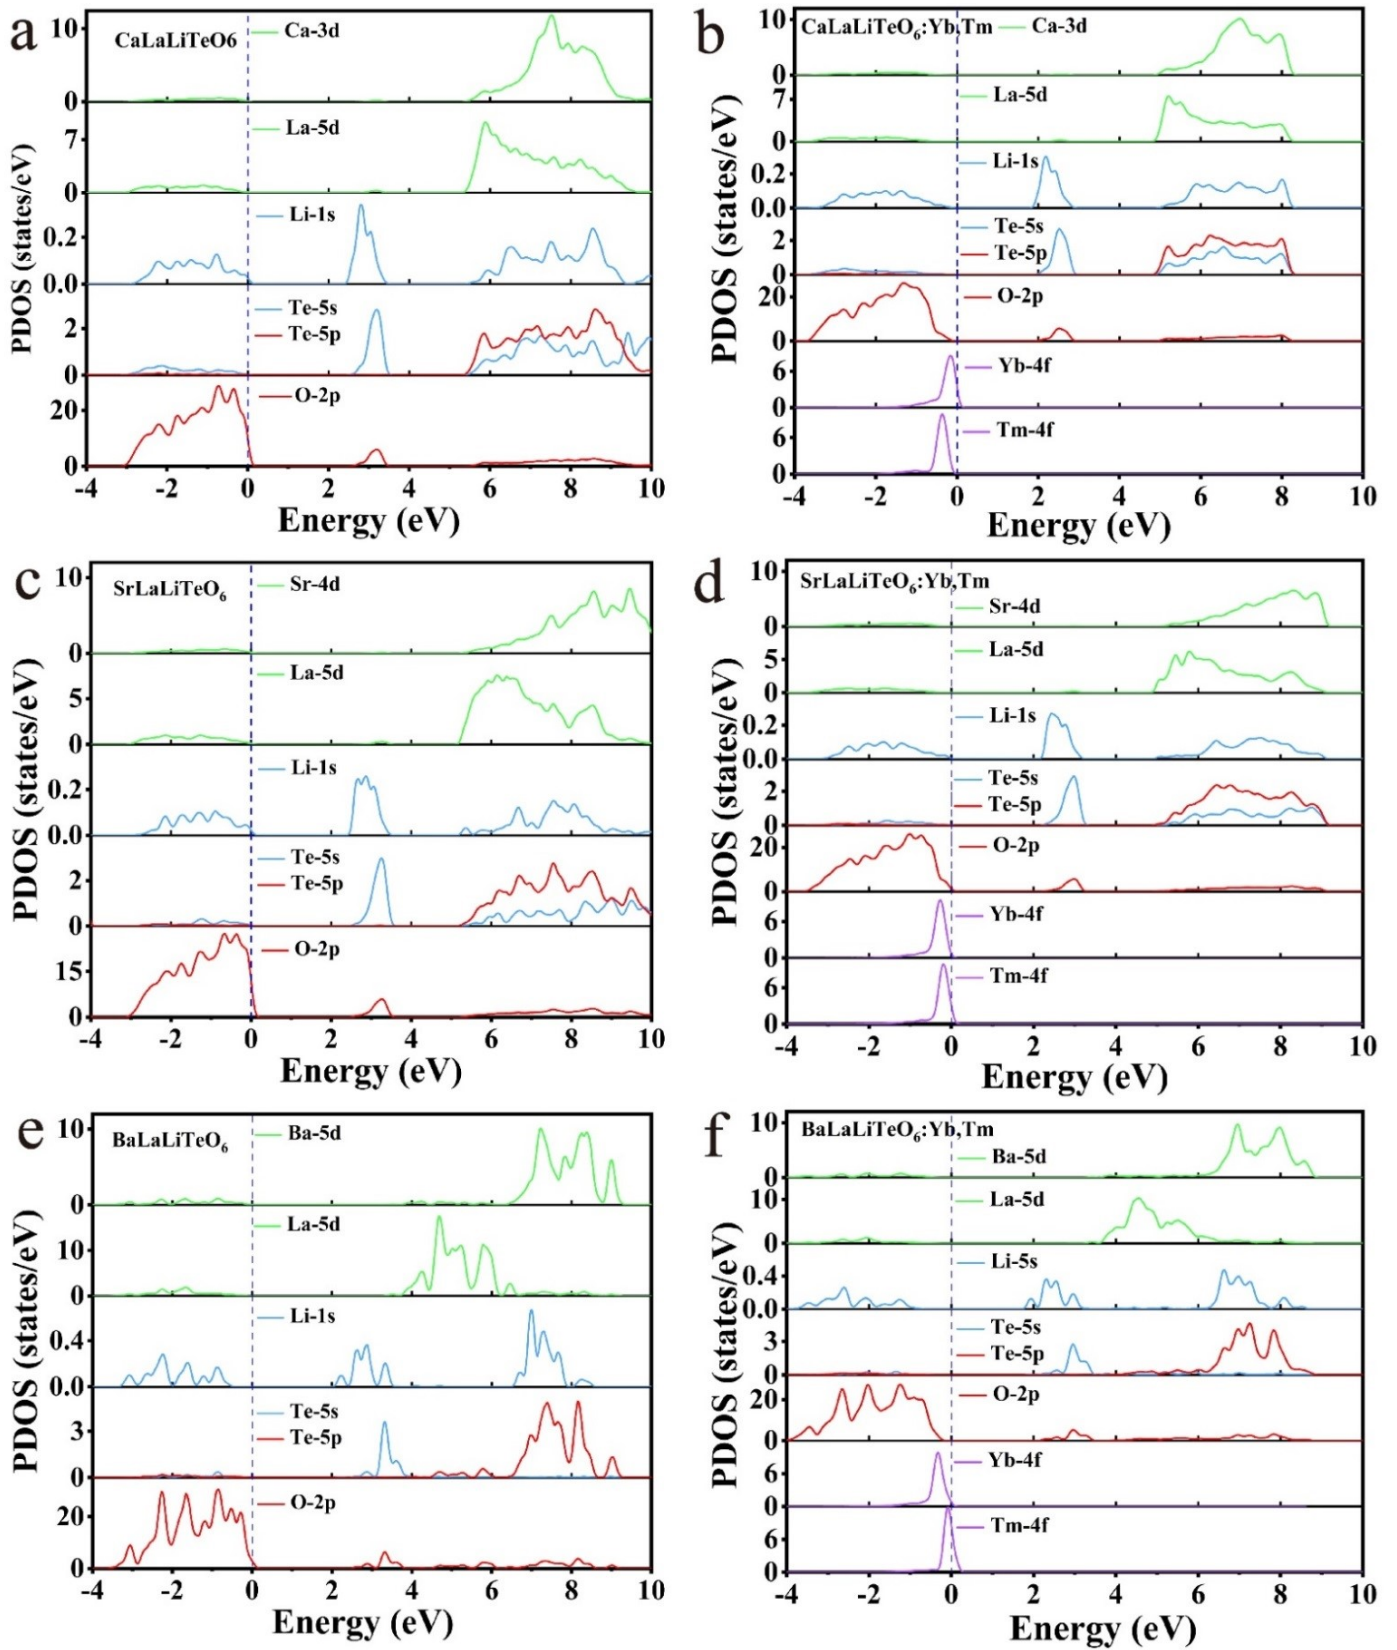 a
CaLaLiTeO6
Ca-3d
10
0
La-5d
7
0
Li-1s
0.2
0.0
Te-5s
Te-5p
2
0
O-2p
20
0
-4 -2 0 2 4 6 8 10
Energy (eV)
PDOS (states/eV)
b
CaLaLiTeO₆:Yb,Tm
Ca-3d
10
0
La-5d
7
0
Li-1s
0.2
0.0
Te-5s
Te-5p
2
0
O-2p
20
0
Yb-4f
6
0
Tm-4f
6
0
-4 -2 0 2 4 6 8 10
Energy (eV)
PDOS (states/eV)
c
SrLaLiTeO₆
Sr-4d
10
0
La-5d
5
0
Li-1s
0.2
0.0
Te-5s
Te-5p
2
0
O-2p
15
0
-4 -2 0 2 4 6 8 10
Energy (eV)
PDOS (states/eV)
d
SrLaLiTeO₆:Yb,Tm
Sr-4d
10
0
La-5d
5
0
Li-1s
0.2
0.0
Te-5s
Te-5p
2
0
O-2p
20
0
Yb-4f
6
0
Tm-4f
6
0
-4 -2 0 2 4 6 8 10
Energy (eV)
PDOS (states/eV)
e
BaLaLiTeO₆
Ba-5d
10
0
La-5d
10
0
Li-1s
0.4
0.0
Te-5s
Te-5p
3
0
O-2p
20
0
-4 -2 0 2 4 6 8 10
Energy (eV)
PDOS (states/eV)
f
BaLaLiTeO₆:Yb,Tm
Ba-5d
10
0
La-5d
10
0
Li-5s
0.4
0.0
Te-5s
Te-5p
3
0
O-2p
20
0
Yb-4f
6
0
Tm-4f
6
0
-4 -2 0 2 4 6 8 10
Energy (eV)
PDOS (states/eV)